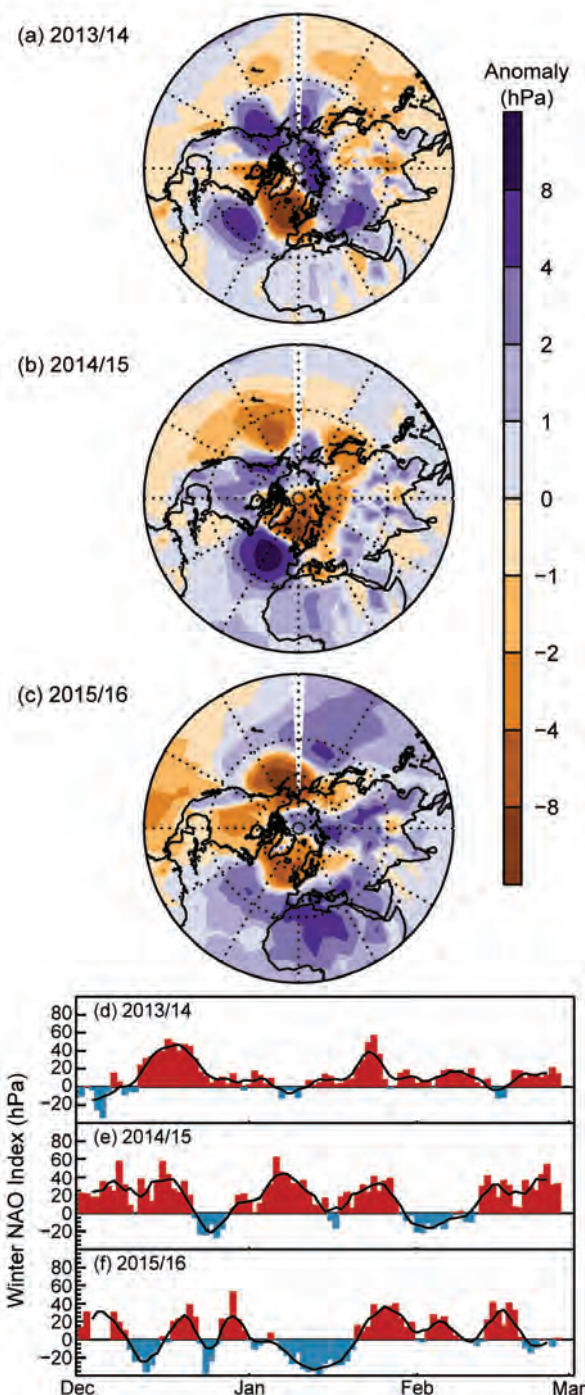 (a) 2013/14
Anomaly
(hPa)
8
4
2
1
0
−1
−2
−4
−8
(b) 2014/15
(c) 2015/16
Winter NAO Index (hPa)
80
60
40
20
0
−20
(d) 2013/14
80
60
40
20
0
−20
(e) 2014/15
80
60
40
20
0
−20
(f) 2015/16
Dec Jan Feb Mar